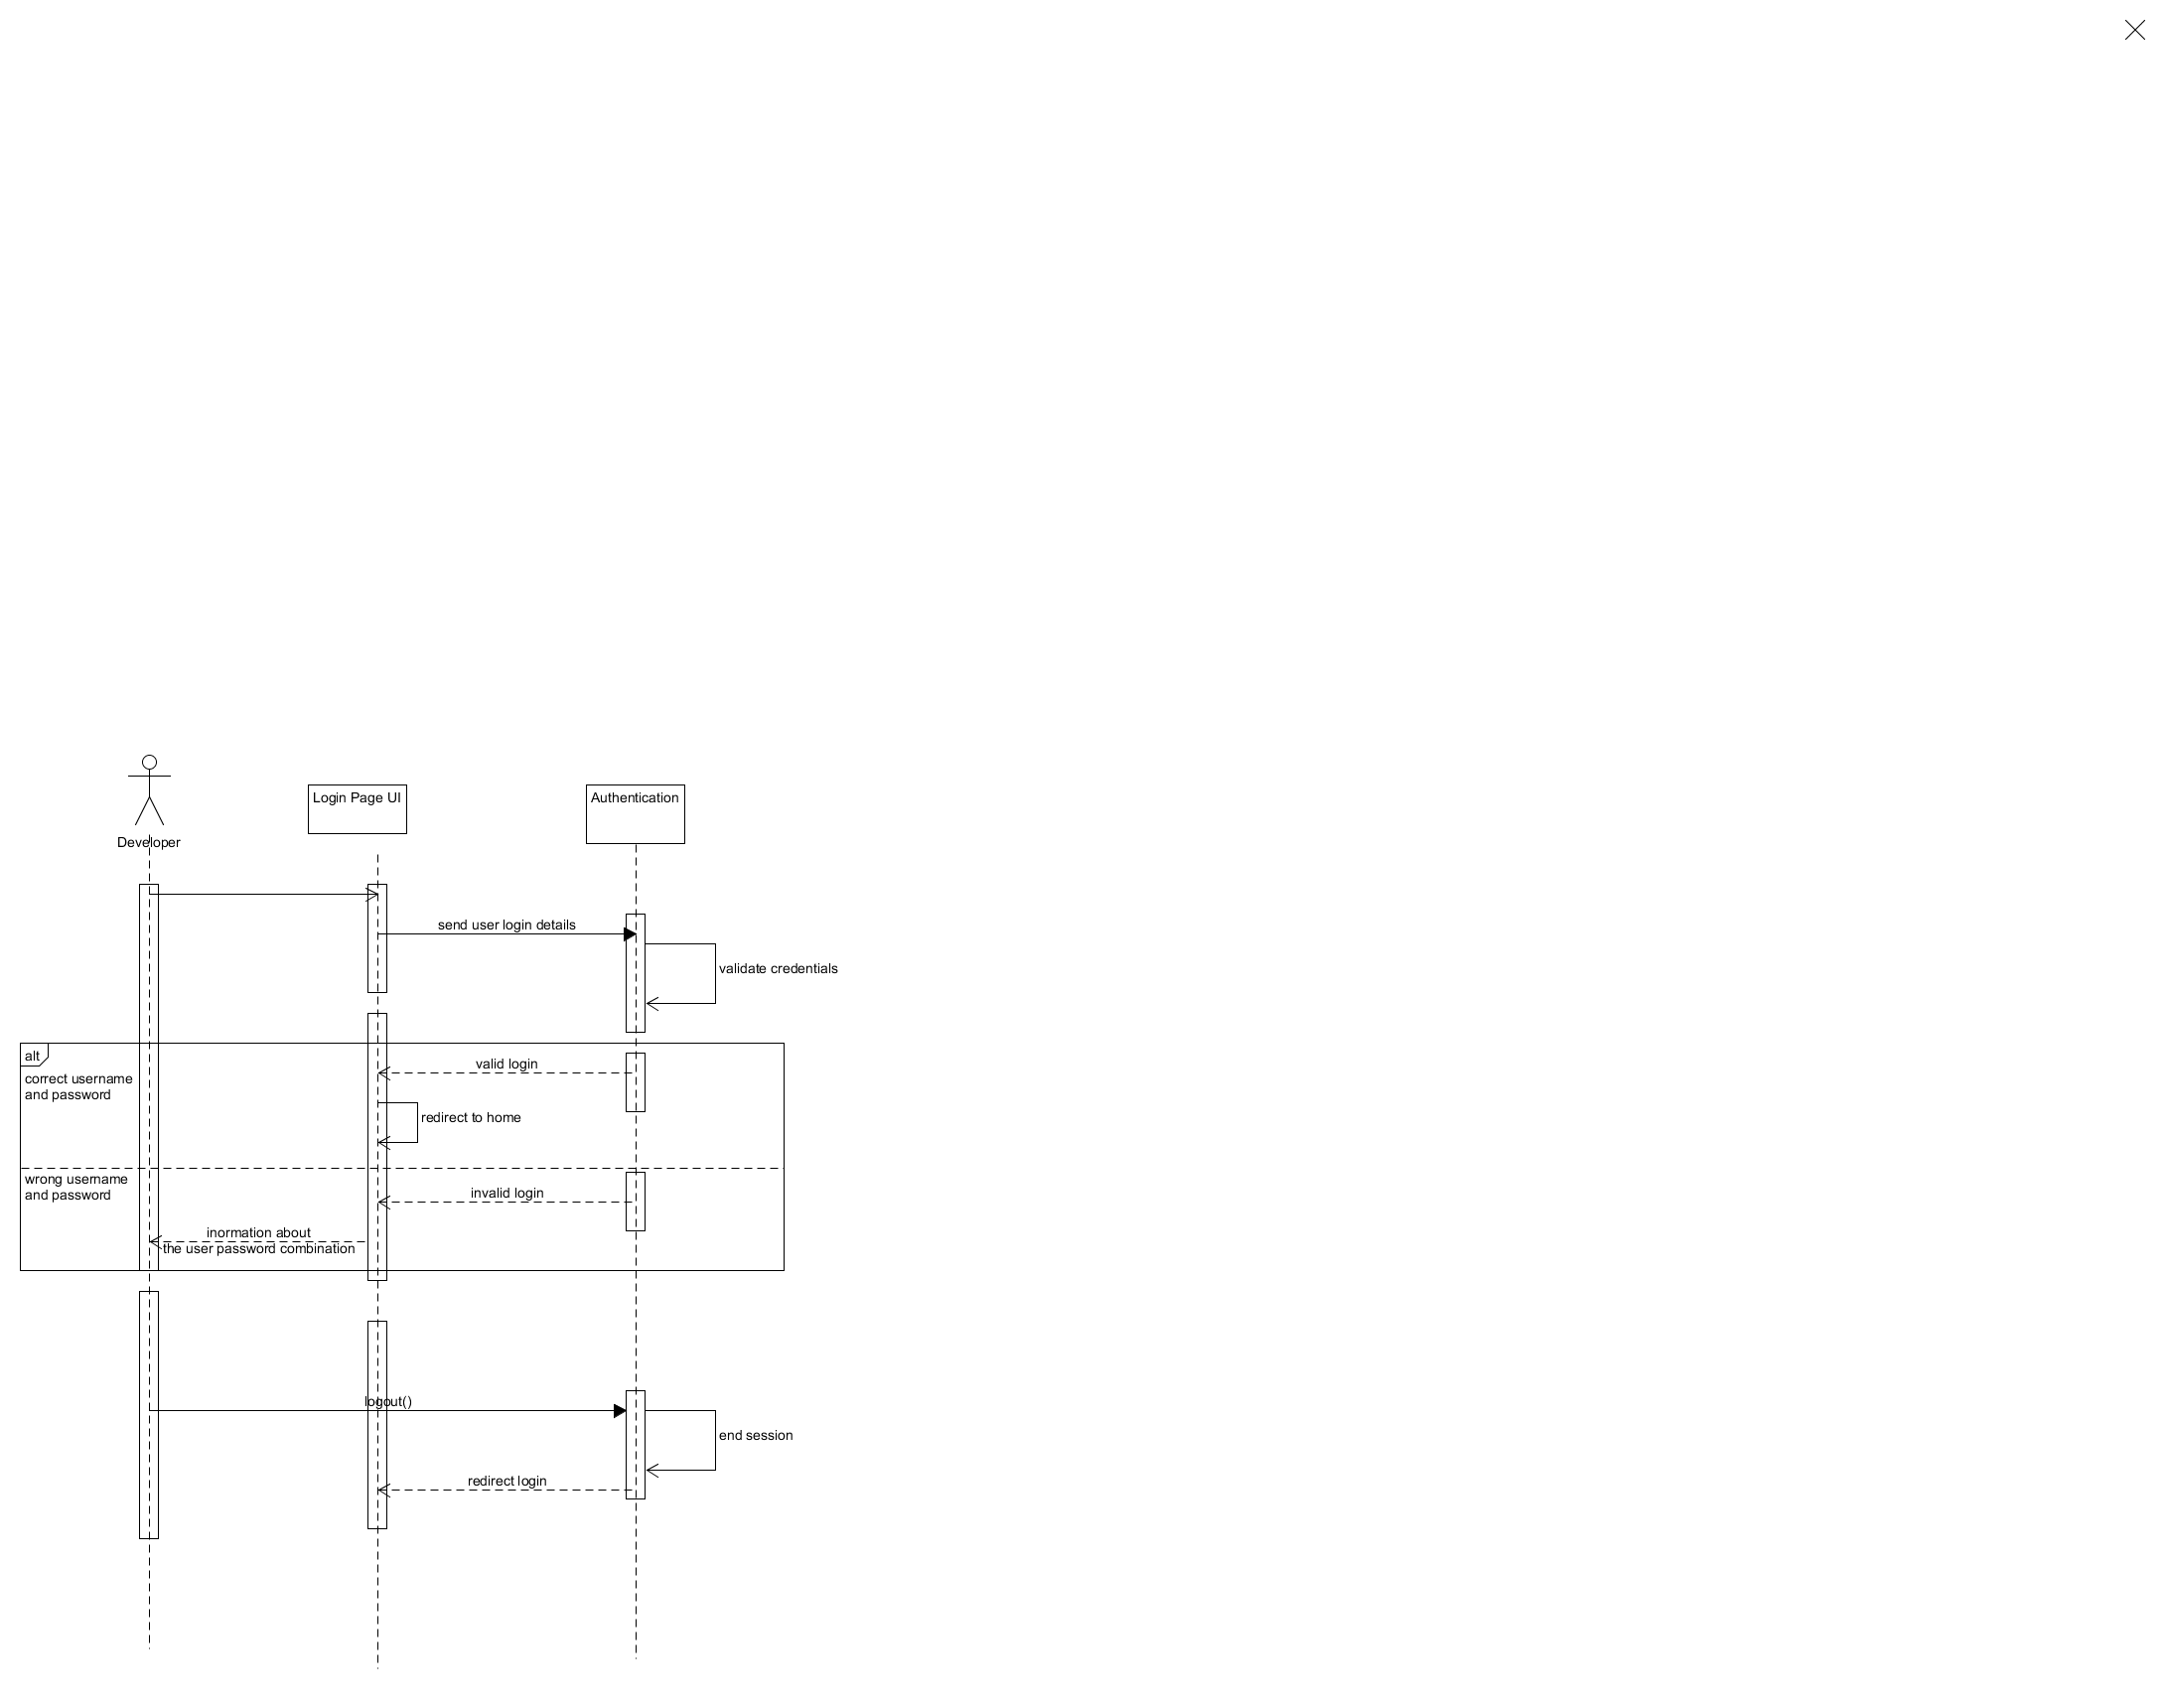 Login Page UI
Authentication
Developer
send user login details
validate credentials
alt
valid login
correct username
and password
redirect to home
wrong username
and password
invalid login
inormation about
the user password combination
logout()
end session
redirect login